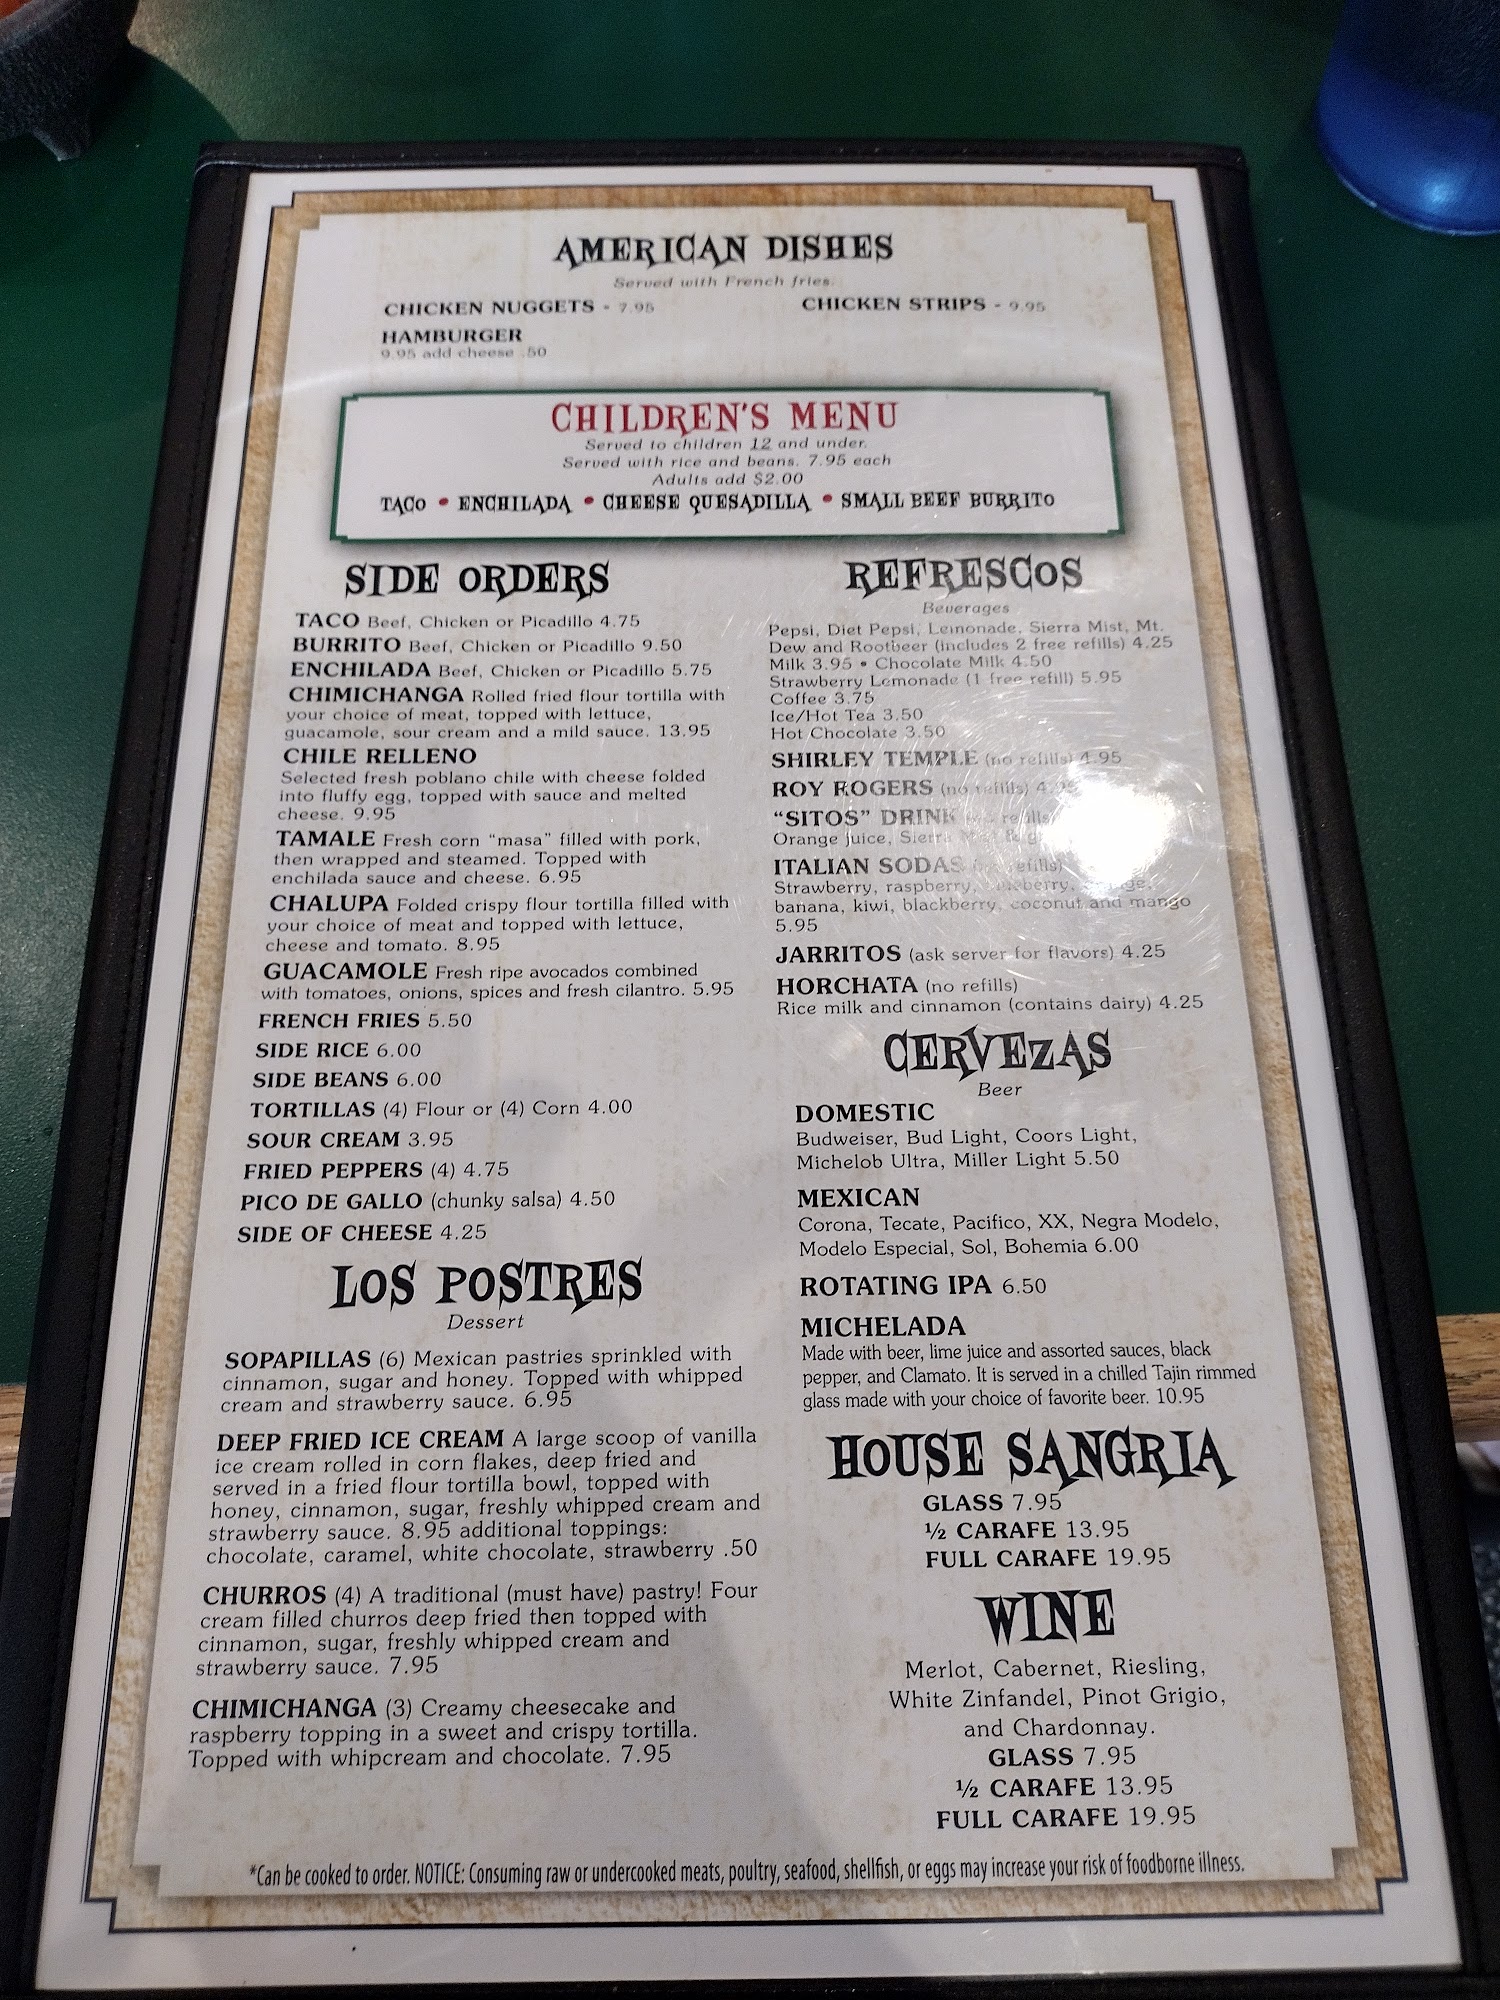 AMERICAN DISHES
Served with French fries.
CHICKEN NUGGETS - 7.95
CHICKEN STRIPS - 9.95
HAMBURGER
9.95 add cheese .50
CHILDREN'S MENU
Served to children 12 and under.
Served with rice and beans. 7.95 each
Adults add $2.00
TACO • ENCHILADA • CHEESE QUESADILLA • SMALL BEEF BURRITO
SIDE ORDERS
TACO Beef, Chicken or Picadillo 4.75
BURRITO Beef, Chicken or Picadillo 9.50
ENCHILADA Beef, Chicken or Picadillo 5.75
CHIMICHANGA Rolled fried flour tortilla with
your choice of meat, topped with lettuce,
guacamole, sour cream and a mild sauce. 13.95
CHILE RELLENO
Selected fresh poblano chile with cheese folded
into fluffy egg, topped with sauce and melted
cheese. 9.95
TAMALE Fresh corn "masa" filled with pork,
then wrapped and steamed. Topped with
enchilada sauce and cheese. 6.95
CHALUPA Folded crispy flour tortilla filled with
your choice of meat and topped with lettuce,
cheese and tomato. 8.95
GUACAMOLE Fresh ripe avocados combined
with tomatoes, onions, spices and fresh cilantro. 5.95
FRENCH FRIES 5.50
SIDE RICE 6.00
SIDE BEANS 6.00
TORTILLAS (4) Flour or (4) Corn 4.00
SOUR CREAM 3.95
FRIED PEPPERS (4) 4.75
PICO DE GALLO (chunky salsa) 4.50
SIDE OF CHEESE 4.25
LOS POSTRES
Dessert
SOPAPILLAS (6) Mexican pastries sprinkled with
cinnamon, sugar and honey. Topped with whipped
cream and strawberry sauce. 6.95
DEEP FRIED ICE CREAM A large scoop of vanilla
ice cream rolled in corn flakes, deep fried and
served in a fried flour tortilla bowl, topped with
honey, cinnamon, sugar, freshly whipped cream and
strawberry sauce. 8.95 additional toppings:
chocolate, caramel, white chocolate, strawberry .50
CHURROS (4) A traditional (must have) pastry! Four
cream filled churros deep fried then topped with
cinnamon, sugar, freshly whipped cream and
strawberry sauce. 7.95
CHIMICHANGA (3) Creamy cheesecake and
raspberry topping in a sweet and crispy tortilla.
Topped with whipcream and chocolate. 7.95
REFRESCOS
Beverages
Pepsi, Diet Pepsi, Lemonade, Sierra Mist, Mt.
Dew and Rootbeer (includes 2 free refills) 4.25
Milk 3.95 • Chocolate Milk 4.50
Strawberry Lemonade (1 free refill) 5.95
Coffee 3.75
Ice/Hot Tea 3.50
Hot Chocolate 3.50
SHIRLEY TEMPLE (no refills) 4.95
ROY ROGERS (no refills)
"SITOS" DRINK
Orange juice, Sierra
ITALIAN SODAS
Strawberry, raspberry,
banana, kiwi, blackberry, coconut and mango
5.95
JARRITOS (ask server for flavors) 4.25
HORCHATA (no refills)
Rice milk and cinnamon (contains dairy) 4.25
CERVEZAS
Beer
DOMESTIC
Budweiser, Bud Light, Coors Light,
Michelob Ultra, Miller Light 5.50
MEXICAN
Corona, Tecate, Pacifico, XX, Negra Modelo,
Modelo Especial, Sol, Bohemia 6.00
ROTATING IPA 6.50
MICHELADA
Made with beer, lime juice and assorted sauces, black
pepper, and Clamato. It is served in a chilled Tajin rimmed
glass made with your choice of favorite beer. 10.95
HOUSE SANGRIA
GLASS 7.95
½ CARAFE 13.95
FULL CARAFE 19.95
WINE
Merlot, Cabernet, Riesling,
White Zinfandel, Pinot Grigio,
and Chardonnay.
GLASS 7.95
½ CARAFE 13.95
FULL CARAFE 19.95
*Can be cooked to order. NOTICE: Consuming raw or undercooked meats, poultry, seafood, shellfish, or eggs may increase your risk of foodborne illness.